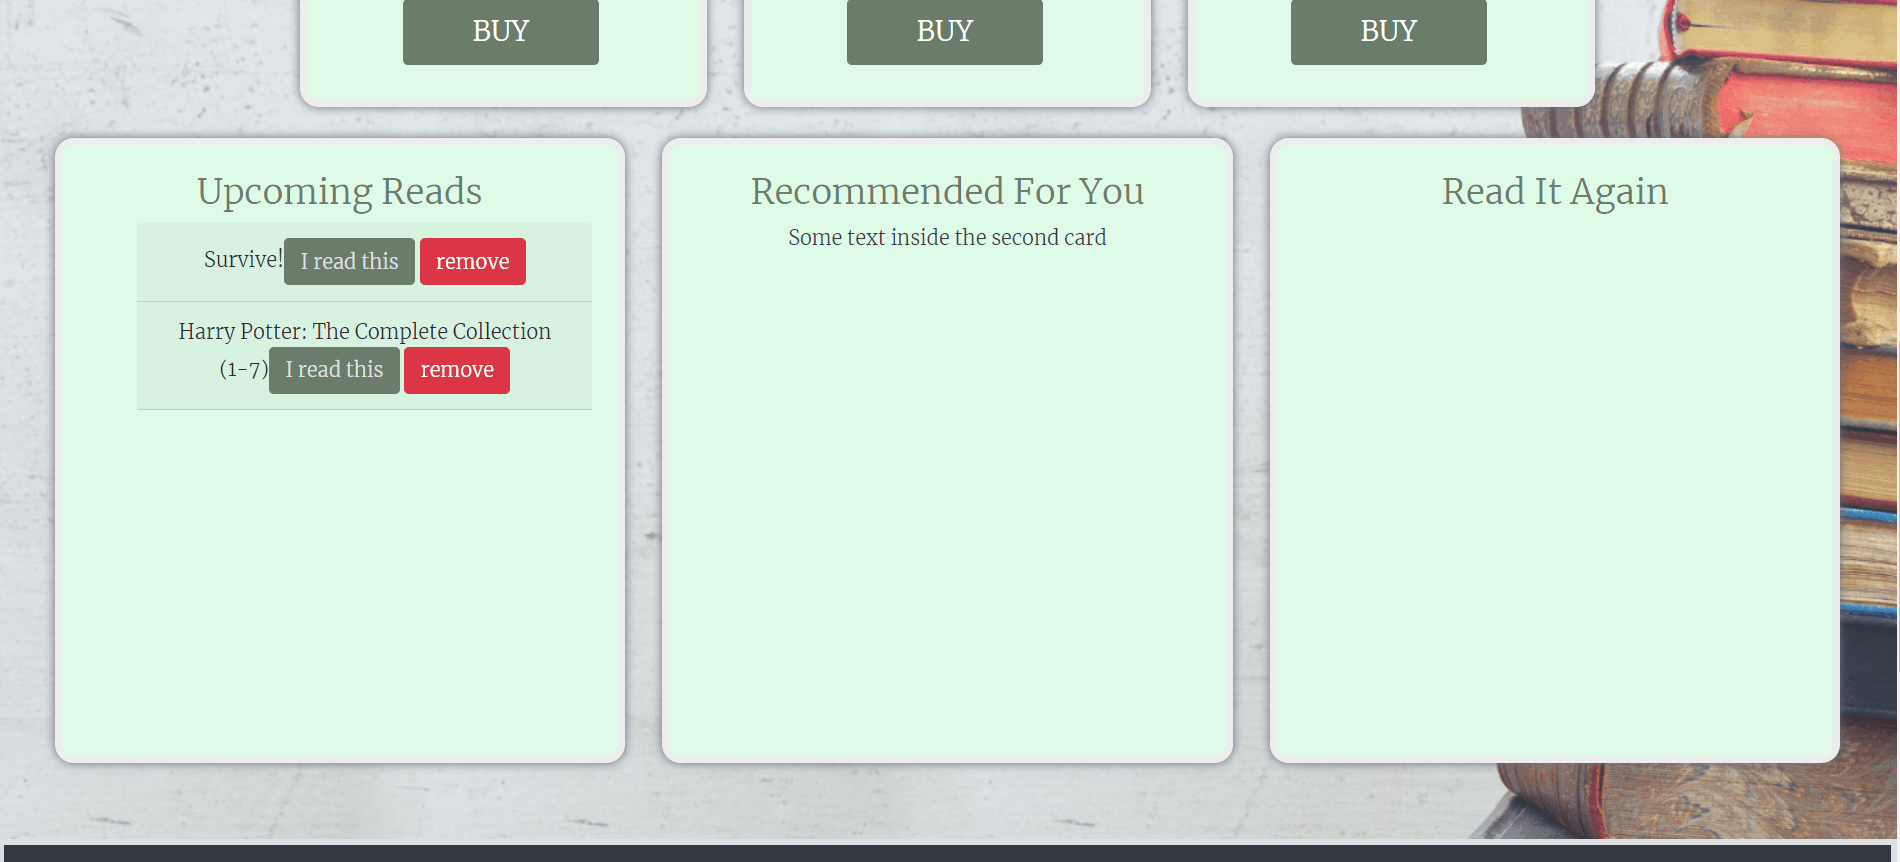 BUY
BUY
BUY
Upcoming Reads
Survive! I read this remove
Harry Potter: The Complete Collection
(1-7) I read this remove
Recommended For You
Some text inside the second card
Read It Again